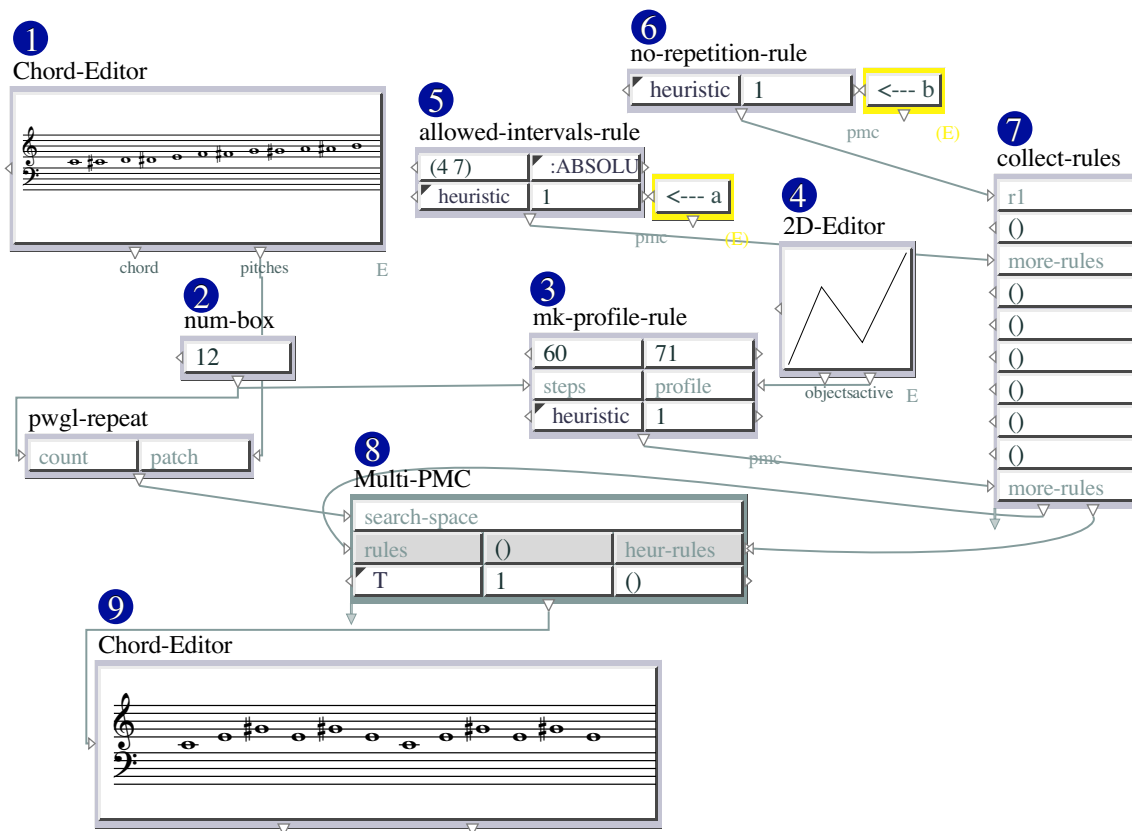 1
Chord-Editor
chord
pitches
E
2
num-box
12
pwgl-repeat
count
patch
6
no-repetition-rule
heuristic
1
<--- b
pmc
(E)
5
allowed-intervals-rule
(4 7)
:ABSOLU
heuristic
1
<--- a
pmc
(E)
4
2D-Editor
objects
active
E
3
mk-profile-rule
60
71
steps
profile
heuristic
1
pmc
7
collect-rules
r1
()
more-rules
()
()
()
()
()
()
more-rules
8
Multi-PMC
search-space
rules
()
heur-rules
T
1
()
9
Chord-Editor